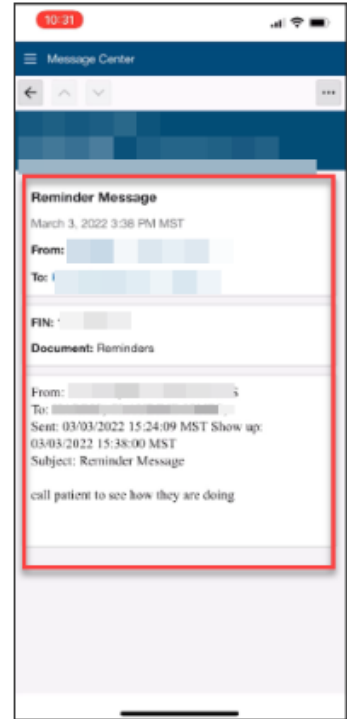 10:31
Message Center
Reminder Message
March 3, 2022 3:38 PM MST
From:
To:
FIN:
Document: Reminders
From:
To:
Sent: 03/03/2022 15:24:09 MST Show up:
03/03/2022 15:38:00 MST
Subject: Reminder Message
call patient to see how they are doing